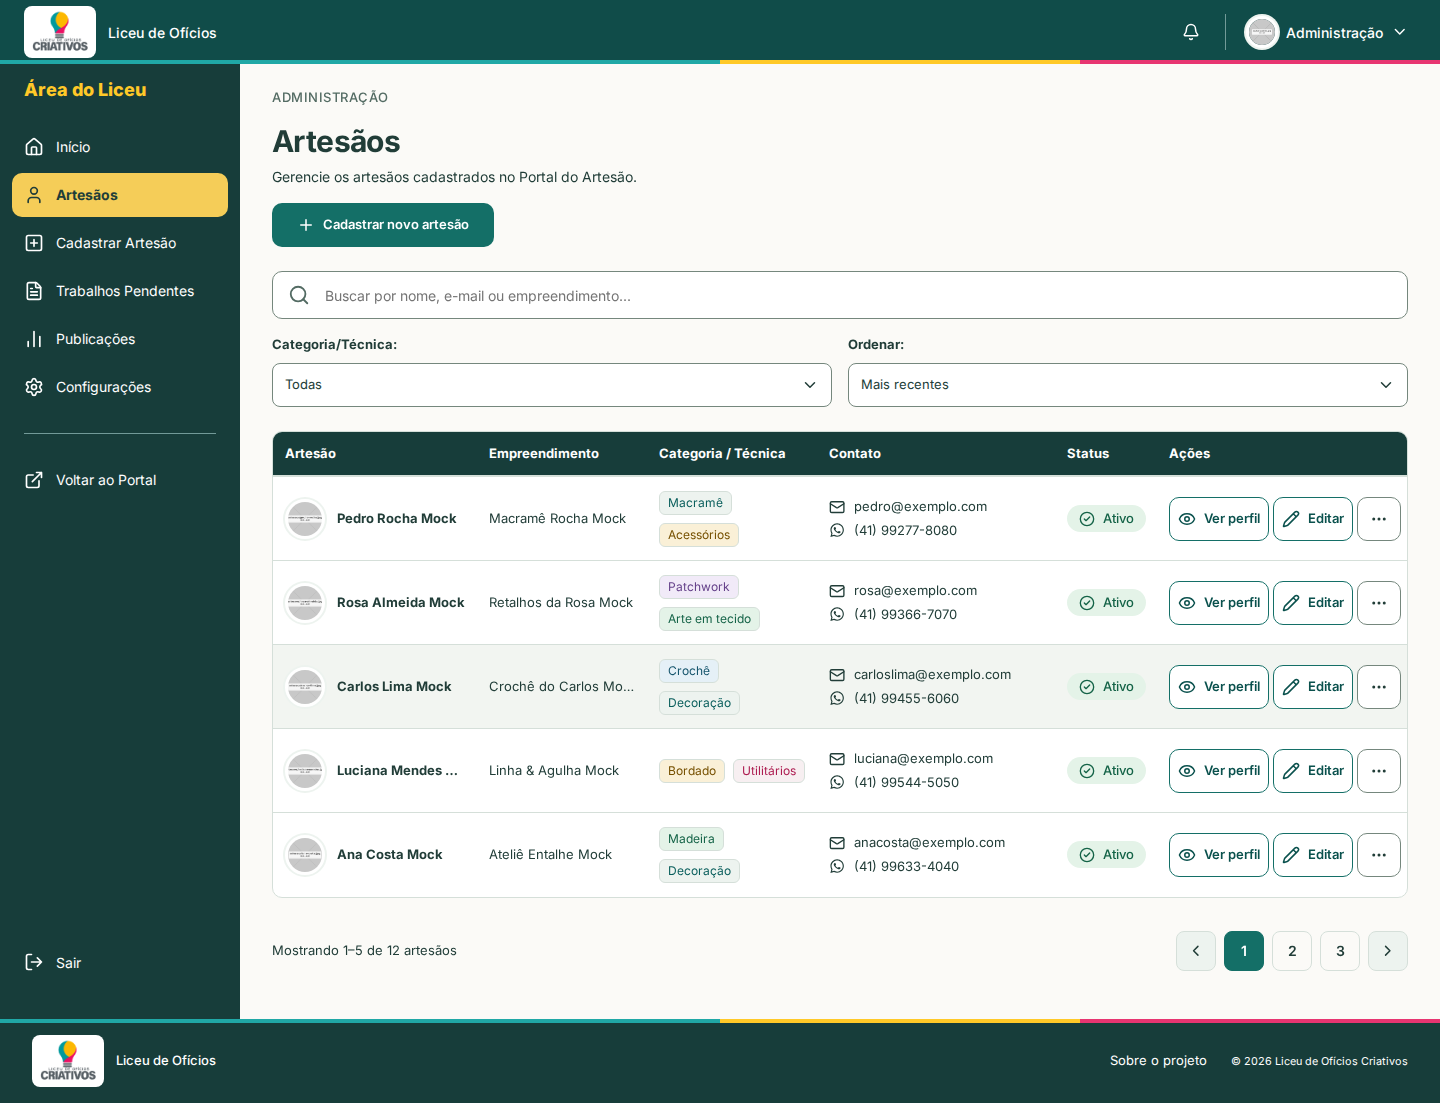 LICEU DE OFÍCIOS
CRIATIVOS
Liceu de Ofícios
Administração
Área do Liceu
Início
Artesãos
Cadastrar Artesão
Trabalhos Pendentes
Publicações
Configurações
Voltar ao Portal
Sair
ADMINISTRAÇÃO
Artesãos
Gerencie os artesãos cadastrados no Portal do Artesão.
Cadastrar novo artesão
Buscar por nome, e-mail ou empreendimento...
Categoria/Técnica:
Ordenar:
Todas
Mais recentes
Artesão Empreendimento Categoria / Técnica Contato Status Ações
Pedro Rocha Mock Macramê Rocha Mock Macramê Acessórios pedro@exemplo.com (41) 99277-8080 Ativo Ver perfil Editar ...
Rosa Almeida Mock Retalhos da Rosa Mock Patchwork Arte em tecido rosa@exemplo.com (41) 99366-7070 Ativo Ver perfil Editar ...
Carlos Lima Mock Crochê do Carlos Mo... Crochê Decoração carloslima@exemplo.com (41) 99455-6060 Ativo Ver perfil Editar ...
Luciana Mendes ... Linha & Agulha Mock Bordado Utilitários luciana@exemplo.com (41) 99544-5050 Ativo Ver perfil Editar ...
Ana Costa Mock Ateliê Entalhe Mock Madeira Decoração anacosta@exemplo.com (41) 99633-4040 Ativo Ver perfil Editar ...
Mostrando 1–5 de 12 artesãos
1 2 3
LICEU DE OFÍCIOS
CRIATIVOS
Liceu de Ofícios
Sobre o projeto
© 2026 Liceu de Ofícios Criativos